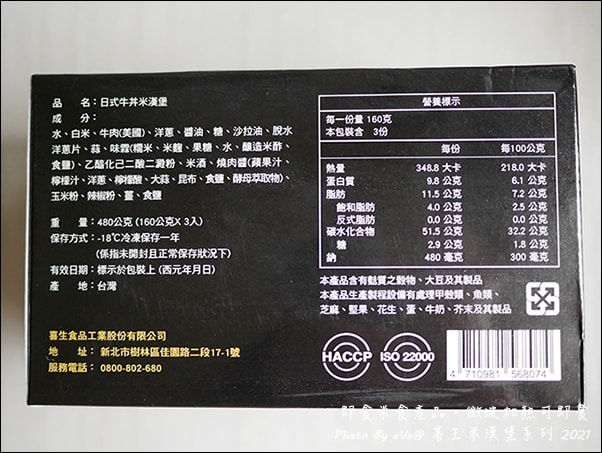 品　　名：日式牛丼米漢堡
成　　分：
水、白米、牛肉(美國)、洋蔥、醬油、糖、沙拉油、脫水
洋蔥片、蒜、味霖(糯米、米麴、果糖、水、釀造米酢、
食鹽)、乙醯化己二酸二澱粉、米酒、燒肉醬(蘋果汁、
檸檬汁、洋蔥、檸檬酸、大蒜、昆布、食鹽、酵母萃取物)、
玉米粉、辣椒粉、薑、食鹽
重　　量：480公克 (160公克X 3入)
保存方式：-18℃冷凍保存一年
(係指未開封且正常保存狀況下)
有效日期：標示於包裝上 (西元年月日)
產　　地：台灣
喜生食品工業股份有限公司
地　　址： 新北市樹林區佳園路二段17-1號
服務電話： 0800-802-680
營養標示
每一份量 160克
本包裝含 3份
每份 每100公克
熱量 348.8 大卡 218.0 大卡
蛋白質 9.8 公克 6.1 公克
脂肪 11.5 公克 7.2 公克
飽和脂肪 4.0 公克 2.5 公克
反式脂肪 0.0 公克 0.0 公克
碳水化合物 51.5 公克 32.2 公克
糖 2.9 公克 1.8 公克
鈉 480 毫克 300 毫克
本產品含有麩質之穀物、大豆及其製品
本產品生產製程設備有處理甲殼類、魚類、
芝麻、堅果、花生、蛋、牛奶、芥末及其製品
HACCP
ISO 22000
4 710981 568074
即食米食產品，微波加熱可即食
Photo By eVa@ 喜王米漢堡系列 2021